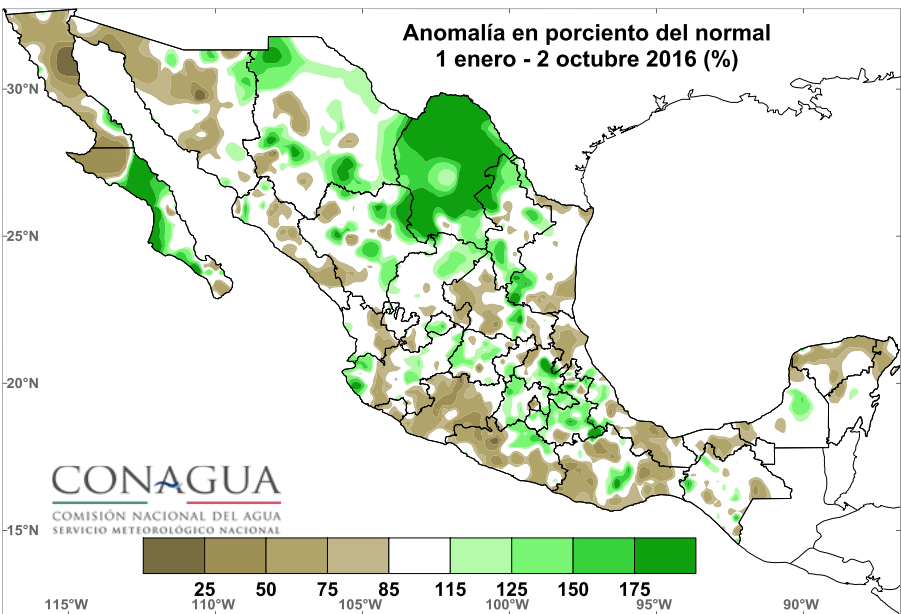 Anomalía en porciento del normal
1 enero - 2 octubre 2016 (%)
30°N
25°N
20°N
CONAGUA
COMISIÓN NACIONAL DEL AGUA
SERVICIO METEOROLÓGICO NACIONAL
15°N
25 50 75 85 115 125 150 175
115°W 110°W 105°W 100°W 95°W 90°W